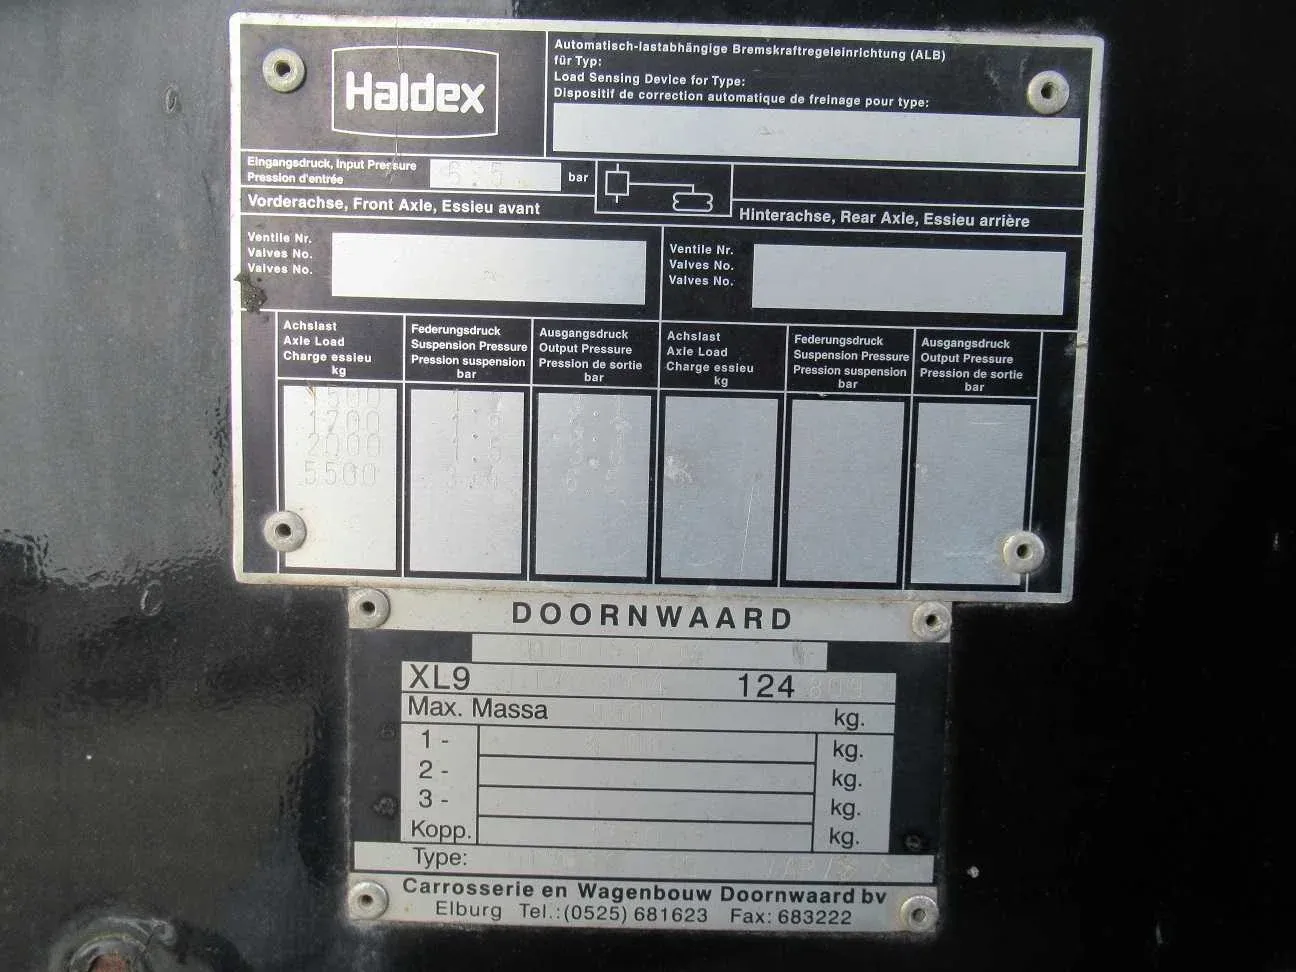 Haldex
Automatisch-lastabhängige Bremskraftregeleinrichtung (ALB)
für Typ:
Load Sensing Device for Type:
Dispositif de correction automatique de freinage pour type:
Eingangsdruck, Input Pressure
Pression d'entrée
6.5 bar
Vorderachse, Front Axle, Essieu avant
Hinterachse, Rear Axle, Essieu arrière
Ventile Nr.
Valves No.
Valves No.
Ventile Nr.
Valves No.
Valves No.
Achslast
Axle Load
Charge essieu
kg
Federungsdruck
Suspension Pressure
Pression suspension
bar
Ausgangsdruck
Output Pressure
Pression de sortie
bar
Achslast
Axle Load
Charge essieu
kg
Federungsdruck
Suspension Pressure
Pression suspension
bar
Ausgangsdruck
Output Pressure
Pression de sortie
bar
1700
2000
5500
DOORNWAARD
XL9 124
Max. Massa kg.
1 - kg.
2 - kg.
3 - kg.
Kopp. kg.
Type:
Carrosserie en Wagenbouw Doornwaard bv
Elburg Tel.:(0525) 681623 Fax: 683222